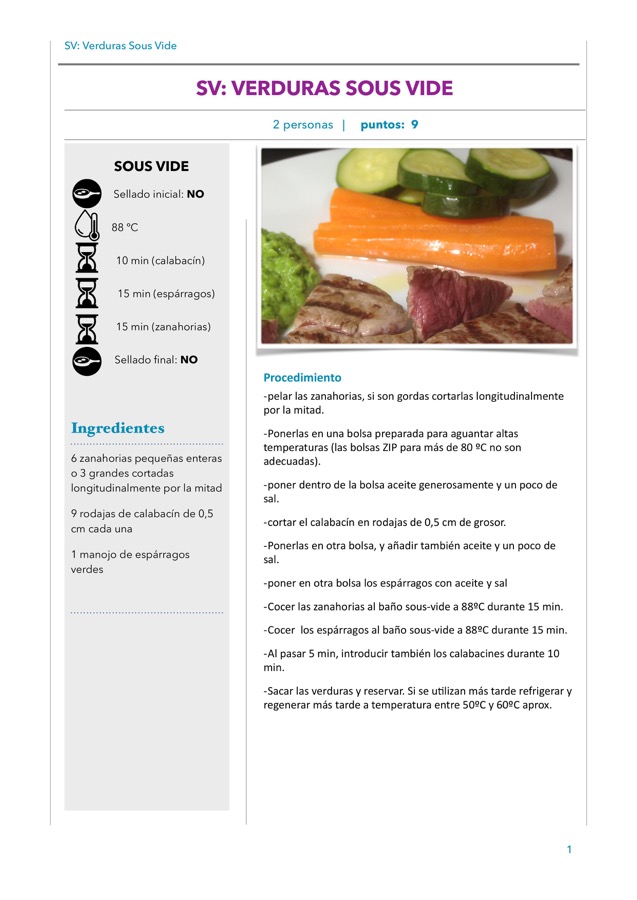 SV: Verduras Sous Vide
SV: VERDURAS SOUS VIDE
2 personas | puntos: 9
SOUS VIDE
Sellado inicial: NO
88 ºC
10 min (calabacín)
15 min (espárragos)
15 min (zanahorias)
Sellado final: NO
Ingredientes
6 zanahorias pequeñas enteras
o 3 grandes cortadas
longitudinalmente por la mitad
9 rodajas de calabacín de 0,5
cm cada una
1 manojo de espárragos
verdes
Procedimiento
-pelar las zanahorias, si son gordas cortarlas longitudinalmente
por la mitad.
-Ponerlas en una bolsa preparada para aguantar altas
temperaturas (las bolsas ZIP para más de 80 ºC no son
adecuadas).
-poner dentro de la bolsa aceite generosamente y un poco de
sal.
-cortar el calabacín en rodajas de 0,5 cm de grosor.
-Ponerlas en otra bolsa, y añadir también aceite y un poco de
sal.
-poner en otra bolsa los espárragos con aceite y sal
-Cocer las zanahorias al baño sous-vide a 88ºC durante 15 min.
-Cocer  los espárragos al baño sous-vide a 88ºC durante 15 min.
-Al pasar 5 min, introducir también los calabacines durante 10
min.
-Sacar las verduras y reservar. Si se utilizan más tarde refrigerar y
regenerar más tarde a temperatura entre 50ºC y 60ºC aprox.
1